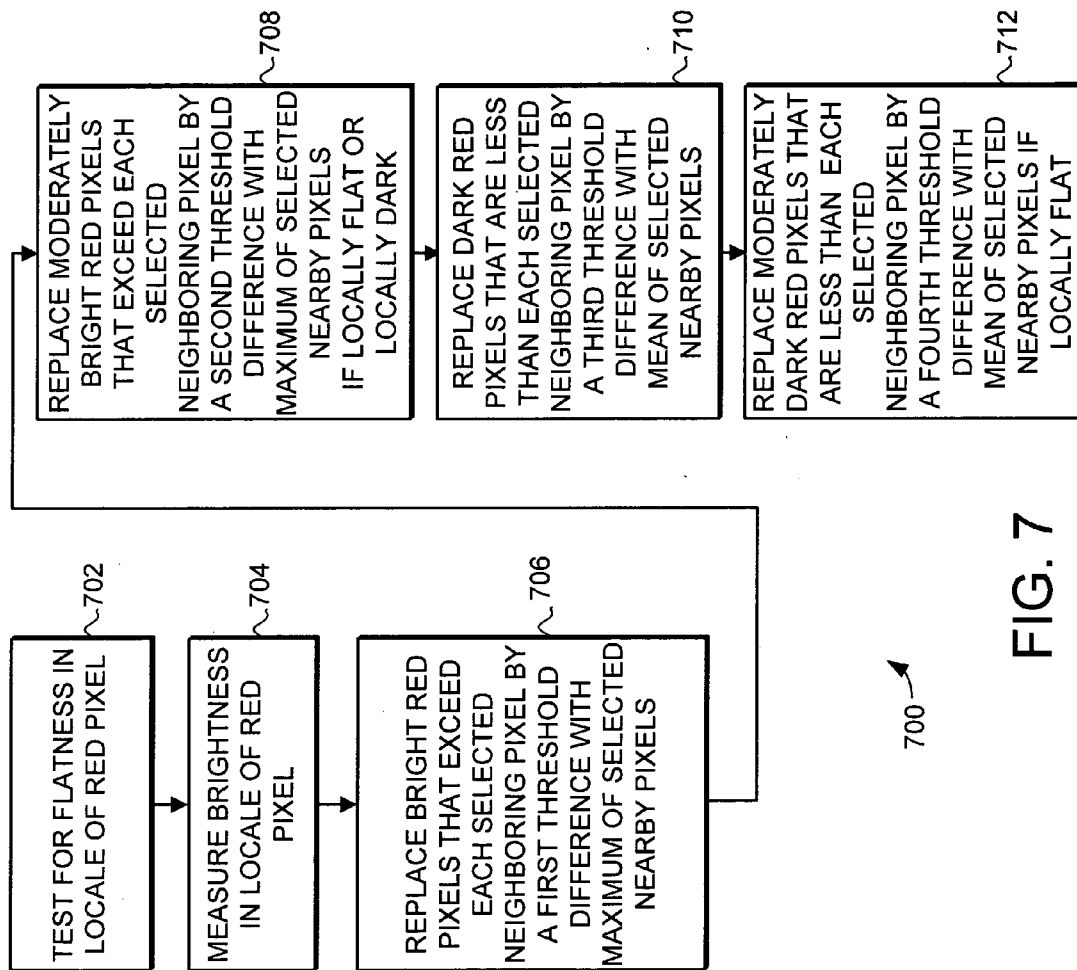 TEST FOR FLATNESS IN
LOCALE OF RED PIXEL
702
MEASURE BRIGHTNESS
IN LOCALE OF RED
PIXEL
704
REPLACE BRIGHT RED
PIXELS THAT EXCEED
EACH SELECTED
NEIGHBORING PIXEL BY
A FIRST THRESHOLD
DIFFERENCE WITH
MAXIMUM OF SELECTED
NEARBY PIXELS
706
REPLACE MODERATELY
BRIGHT RED PIXELS
THAT EXCEED EACH
SELECTED
NEIGHBORING PIXEL BY
A SECOND THRESHOLD
DIFFERENCE WITH
MAXIMUM OF SELECTED
NEARBY PIXELS
IF LOCALLY FLAT OR
LOCALLY DARK
708
REPLACE DARK RED
PIXELS THAT ARE LESS
THAN EACH SELECTED
NEIGHBORING PIXEL BY
A THIRD THRESHOLD
DIFFERENCE WITH
MEAN OF SELECTED
NEARBY PIXELS
710
REPLACE MODERATELY
DARK RED PIXELS THAT
ARE LESS THAN EACH
SELECTED
NEIGHBORING PIXEL BY
A FOURTH THRESHOLD
DIFFERENCE WITH
MEAN OF SELECTED
NEARBY PIXELS IF
LOCALLY FLAT
712
700
FIG. 7